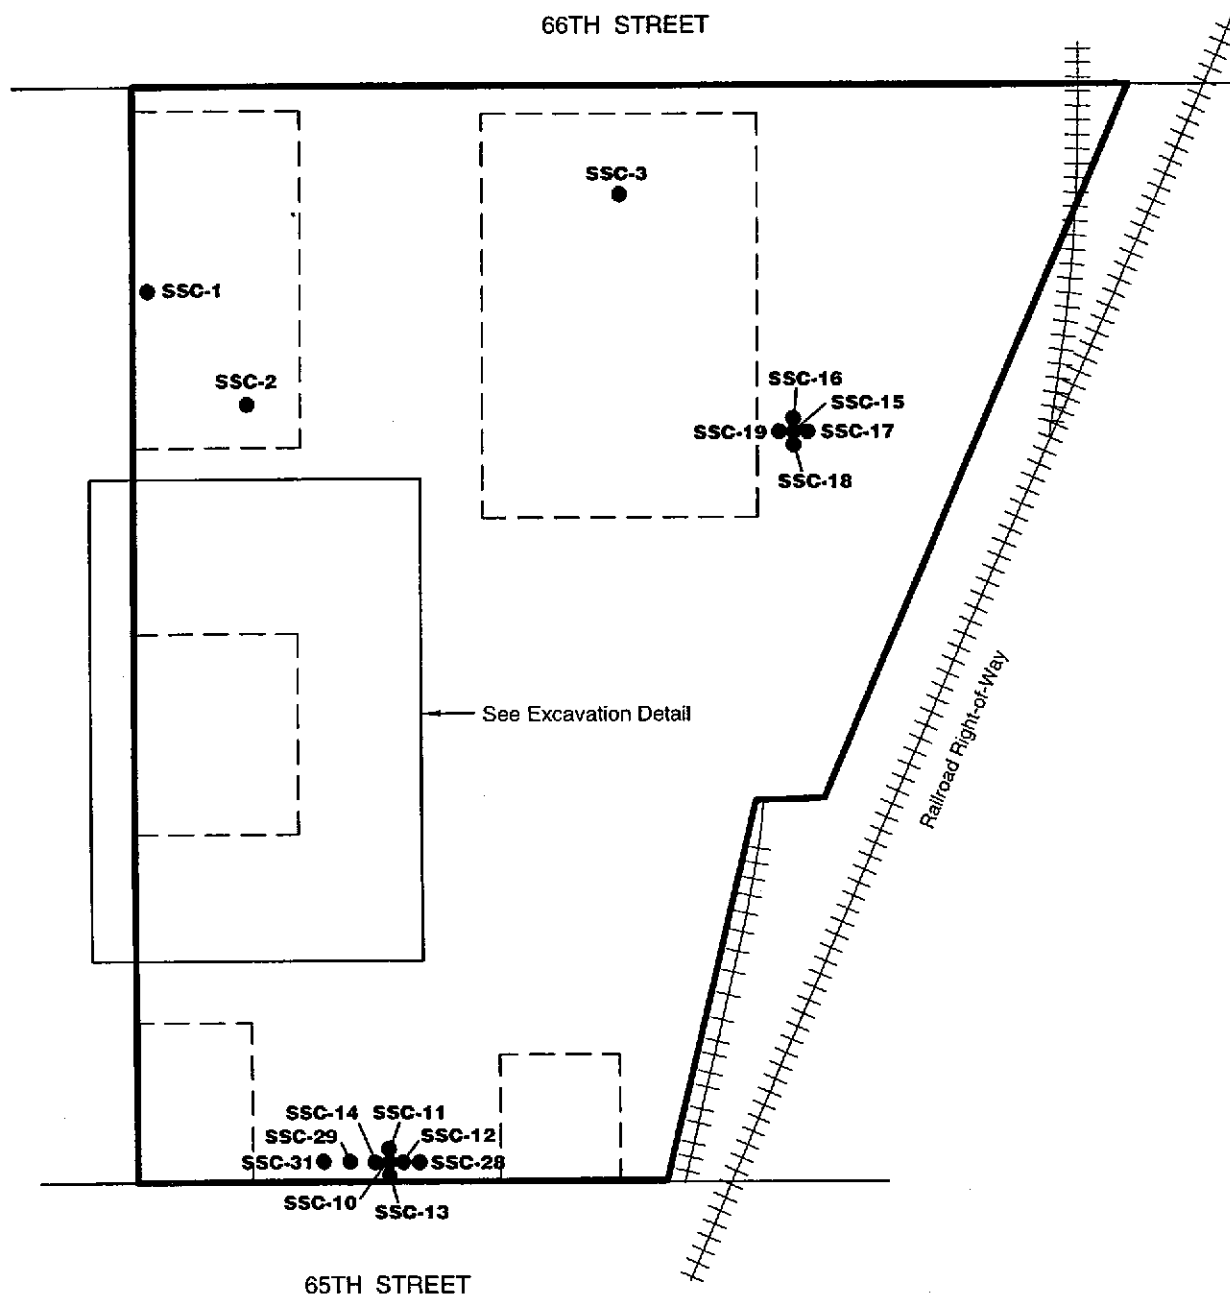 66TH STREET
SSC-3
SSC-1
SSC-2
SSC-16
SSC-15
SSC-19
SSC-17
SSC-18
See Excavation Detail
Railroad Right-of-Way
SSC-14
SSC-11
SSC-29
SSC-12
SSC-31
SSC-28
SSC-10
SSC-13
65TH STREET